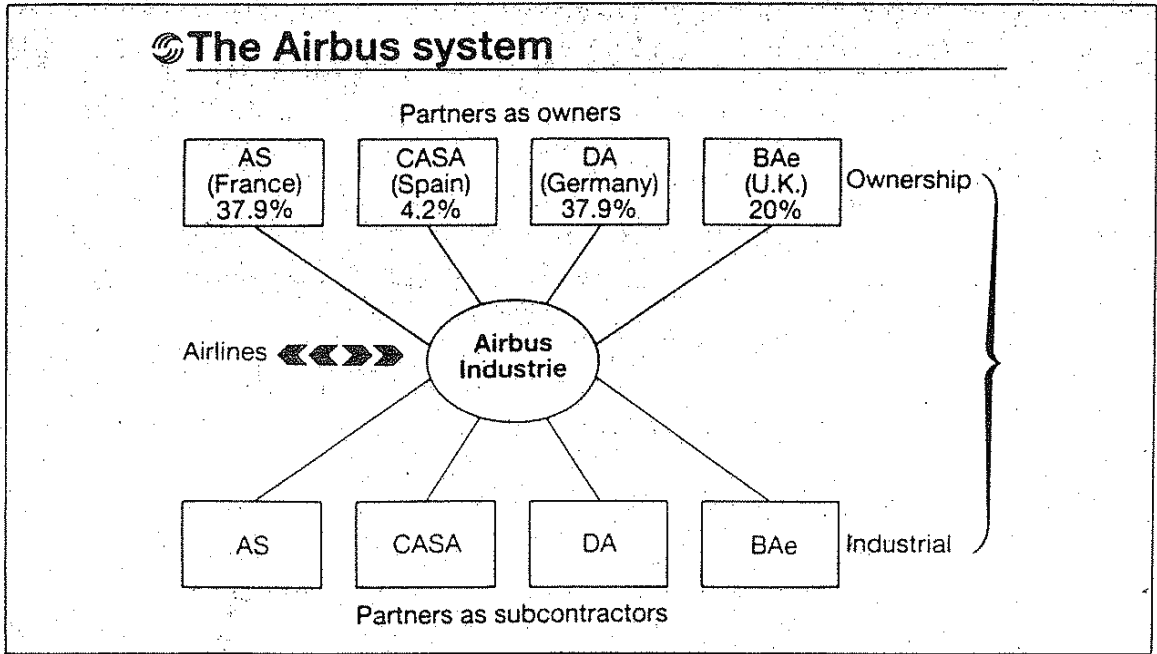 The Airbus system
Partners as owners
AS
(France)
37.9%
CASA
(Spain)
4.2%
DA
(Germany)
37.9%
BAe
(U.K.)
20%
Ownership
Airlines
Airbus
Industrie
AS
CASA
DA
BAe
Industrial
Partners as subcontractors